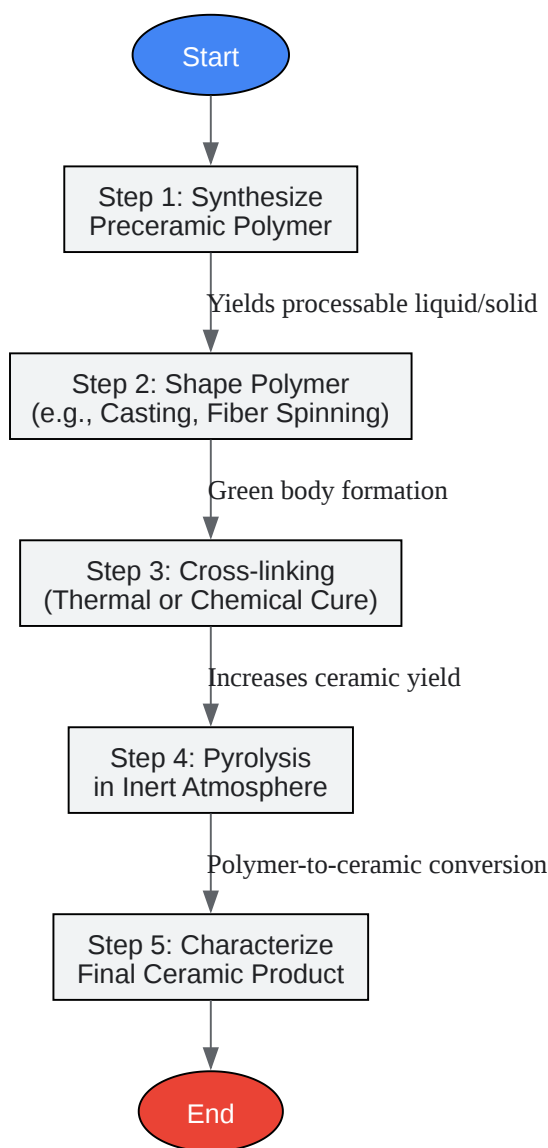 Start
Step 1: Synthesize
Preceramic Polymer
Yields processable liquid/solid
Step 2: Shape Polymer
(e.g., Casting, Fiber Spinning)
Green body formation
Step 3: Cross-linking
(Thermal or Chemical Cure)
Increases ceramic yield
Step 4: Pyrolysis
in Inert Atmosphere
Polymer-to-ceramic conversion
Step 5: Characterize
Final Ceramic Product
End